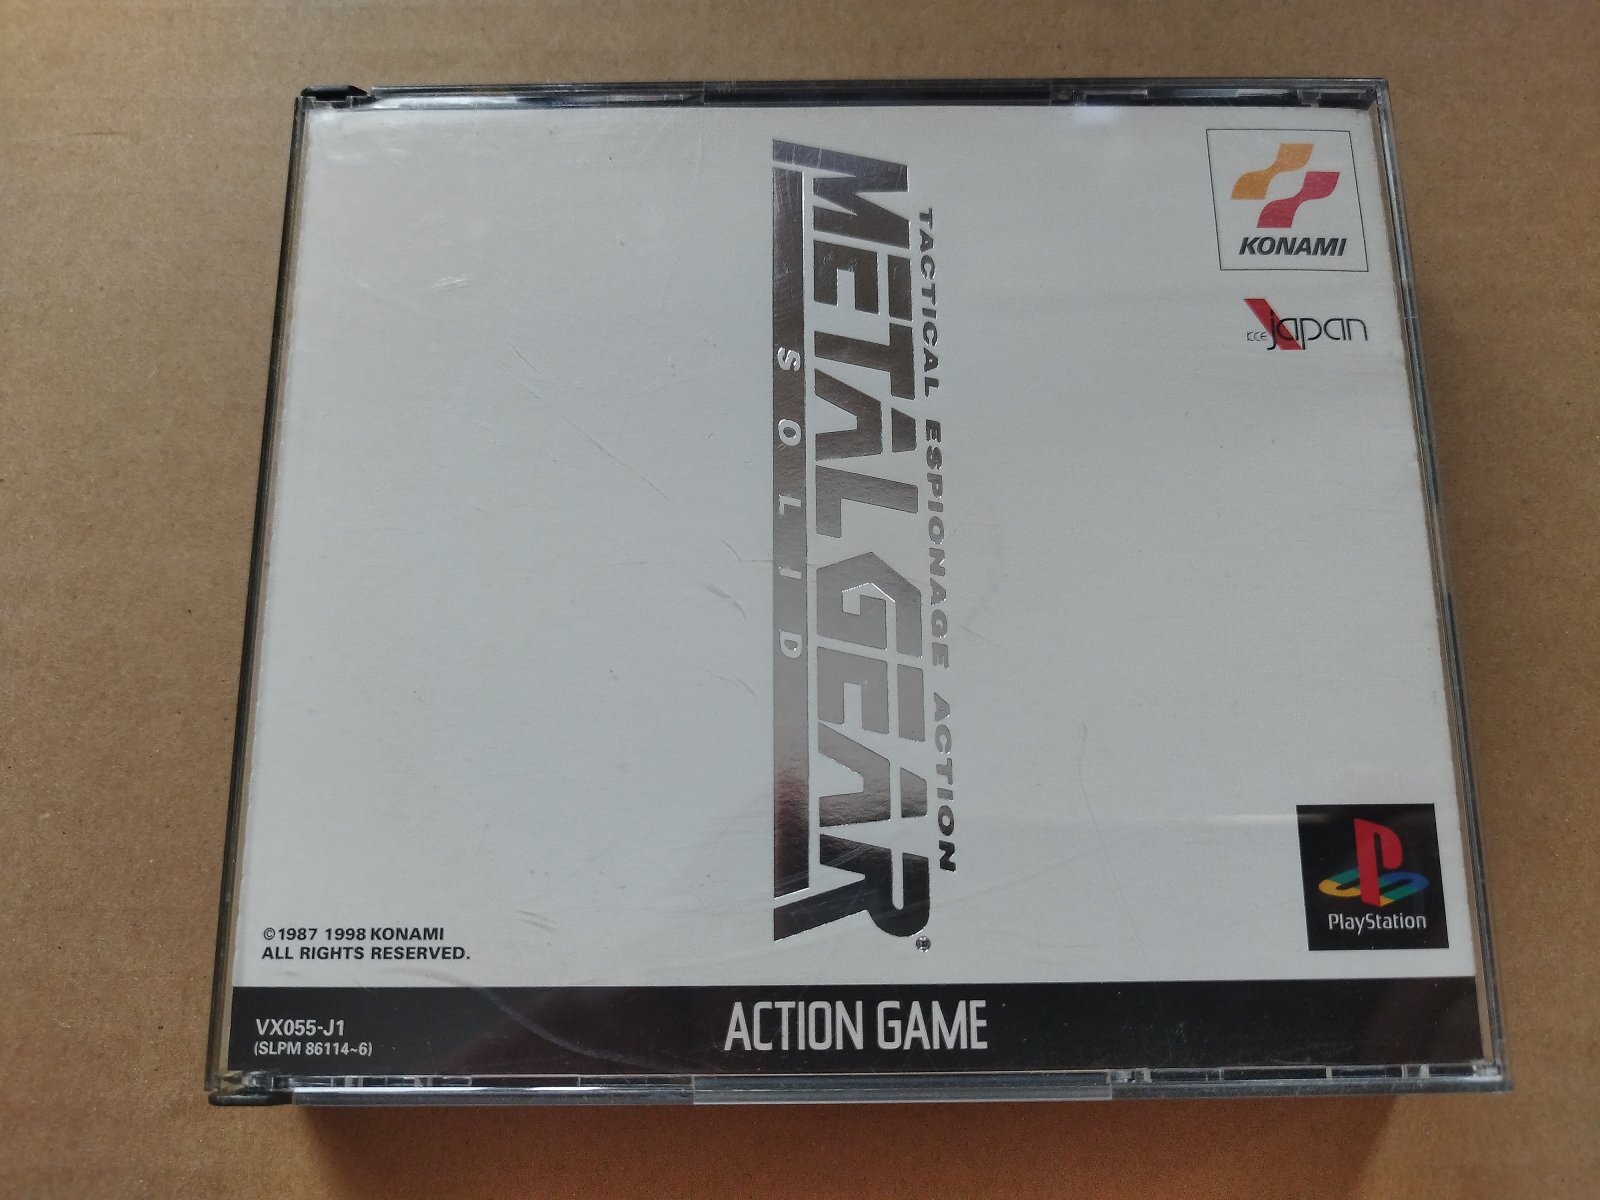 TACTICAL ESPIONAGE ACTION
METAL GEAR
SOLID
®
KONAMI
KCE japan
PlayStation
©1987 1998 KONAMI
ALL RIGHTS RESERVED.
VX055-J1
(SLPM 86114~6)
ACTION GAME